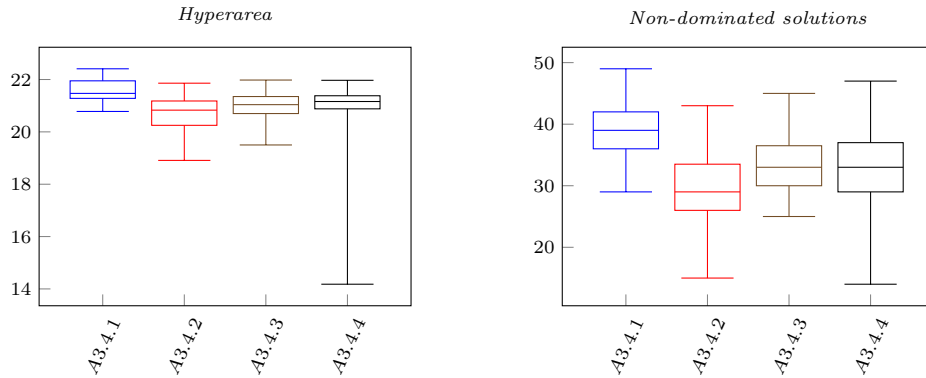 Hyperarea
22
20
18
16
14
A3.4.1
A3.4.2
A3.4.3
A3.4.4
Non-dominated solutions
50
40
30
20
A3.4.1
A3.4.2
A3.4.3
A3.4.4